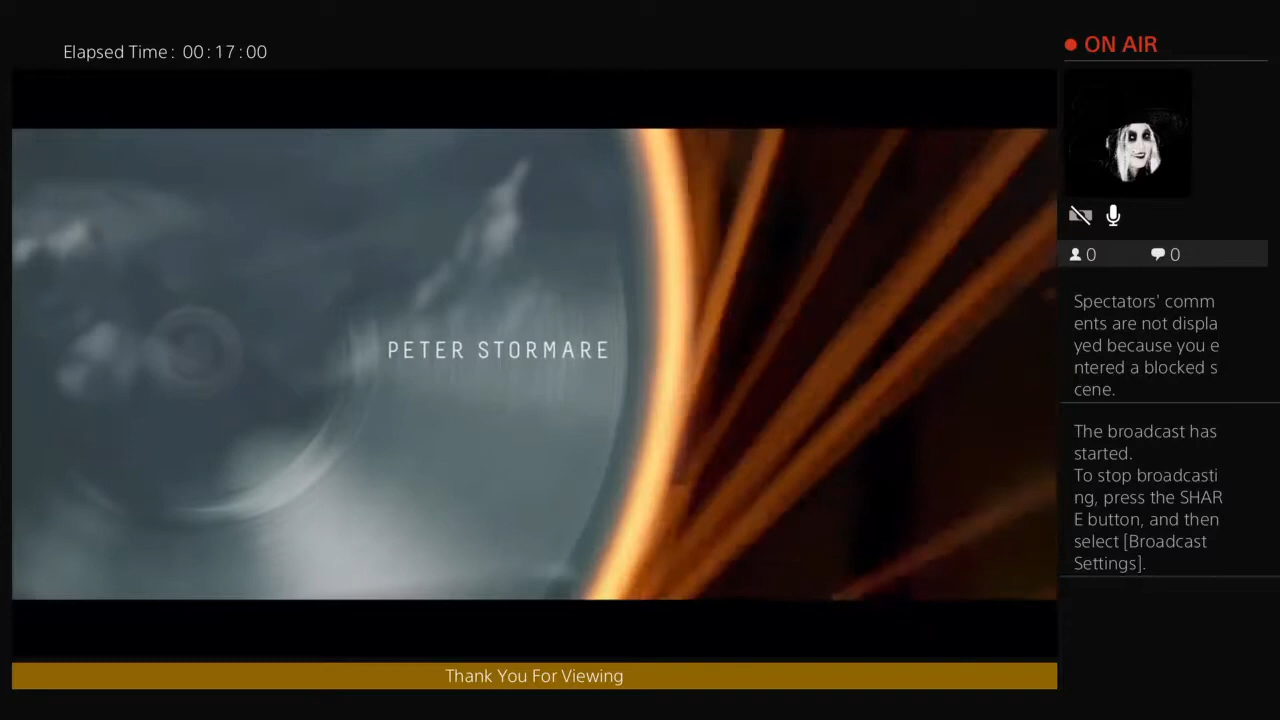 Elapsed Time: 00:17:00
ON AIR
0
0
PETER STORMARE
Spectators' comm
ents are not displa
yed because you e
ntered a blocked s
cene.
The broadcast has
started.
To stop broadcasti
ng, press the SHAR
E button, and then
select [Broadcast
Settings].
Thank You For Viewing